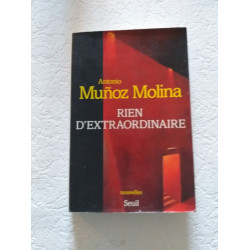 Antonio
Muñoz Molina
RIEN
D'EXTRAORDINAIRE
nouvelles
Seuil